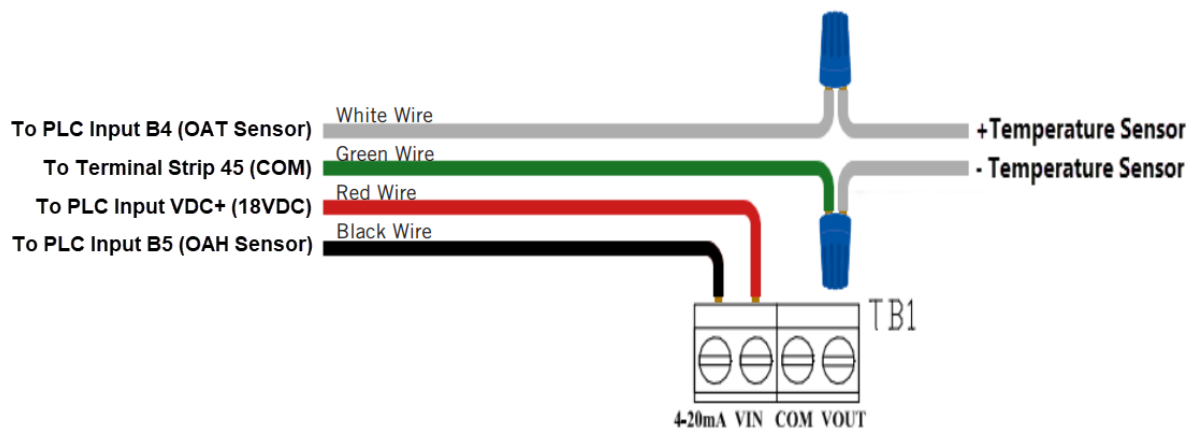 White Wire
To PLC Input B4 (OAT Sensor)
+Temperature Sensor
Green Wire
To Terminal Strip 45 (COM)
- Temperature Sensor
Red Wire
To PLC Input VDC+ (18VDC)
Black Wire
To PLC Input B5 (OAH Sensor)
TB1
4-20mA VIN COM VOUT